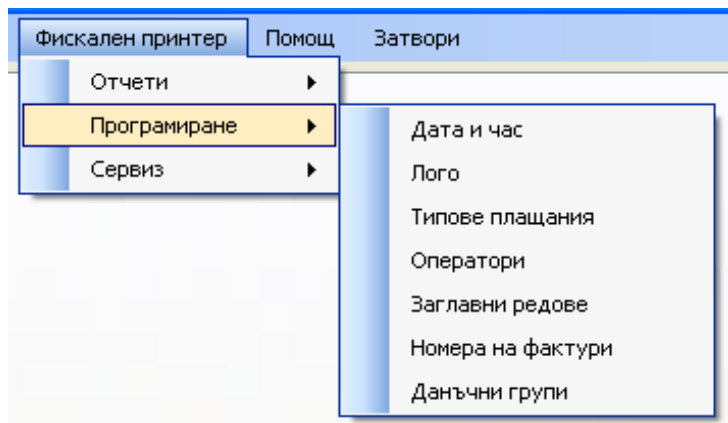 Фискален принтер Помощ Затвори
Отчети
Програмиране
Сервиз
Дата и час
Лого
Типове плащания
Оператори
Заглавни редове
Номера на фактури
Данъчни групи